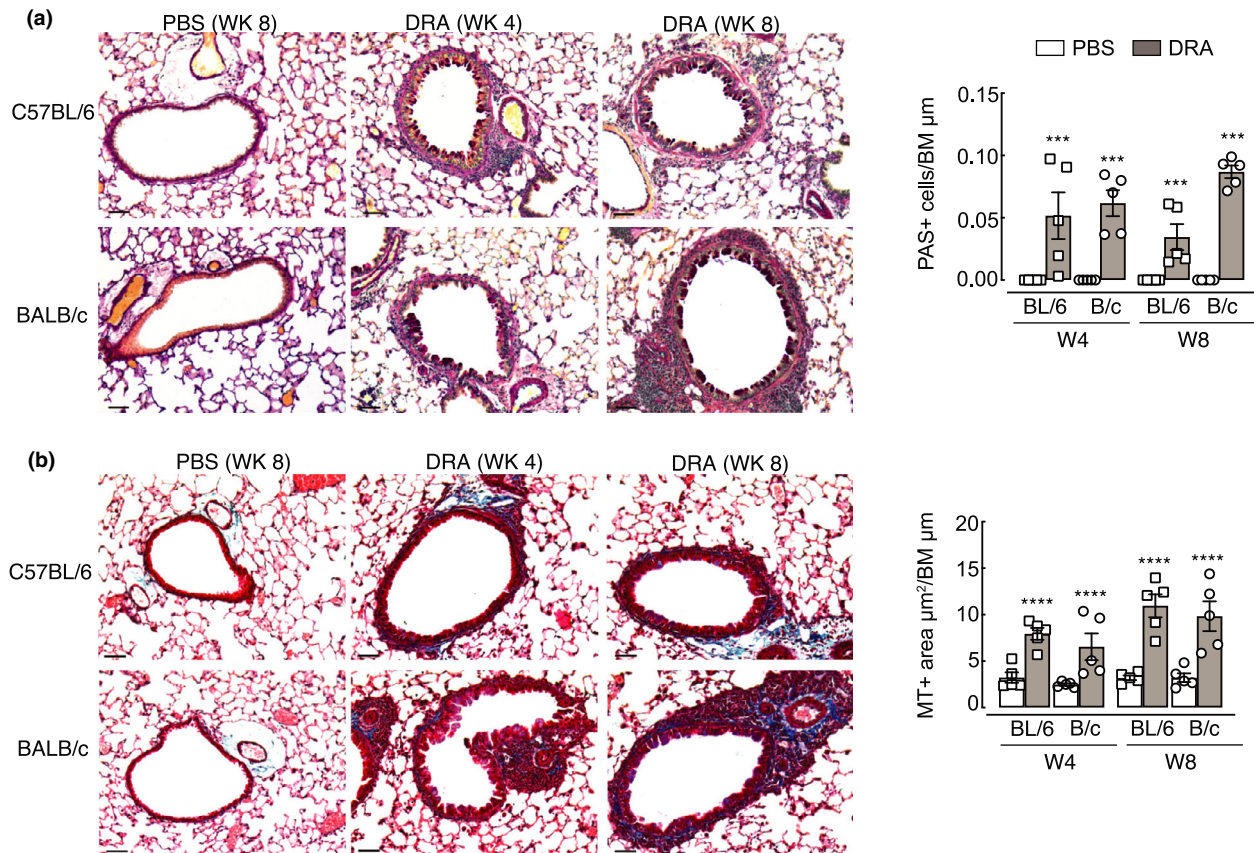 (a)
PBS (WK 8) DRA (WK 4) DRA (WK 8)
C57BL/6
BALB/c
PBS DRA
PAS+ cells/BM µm
0.15
0.10
0.05
0.00
*** *** *** ***
BL/6 B/c BL/6 B/c
W4 W8
(b)
PBS (WK 8) DRA (WK 4) DRA (WK 8)
C57BL/6
BALB/c
MT+ area µm²/BM µm
20
15
10
5
0
**** **** **** ****
BL/6 B/c BL/6 B/c
W4 W8